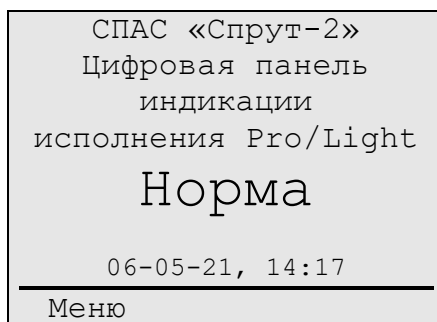 СПАС «Спрут-2»
Цифровая панель
индикации
исполнения Pro/Light
Норма
06-05-21, 14:17
Меню